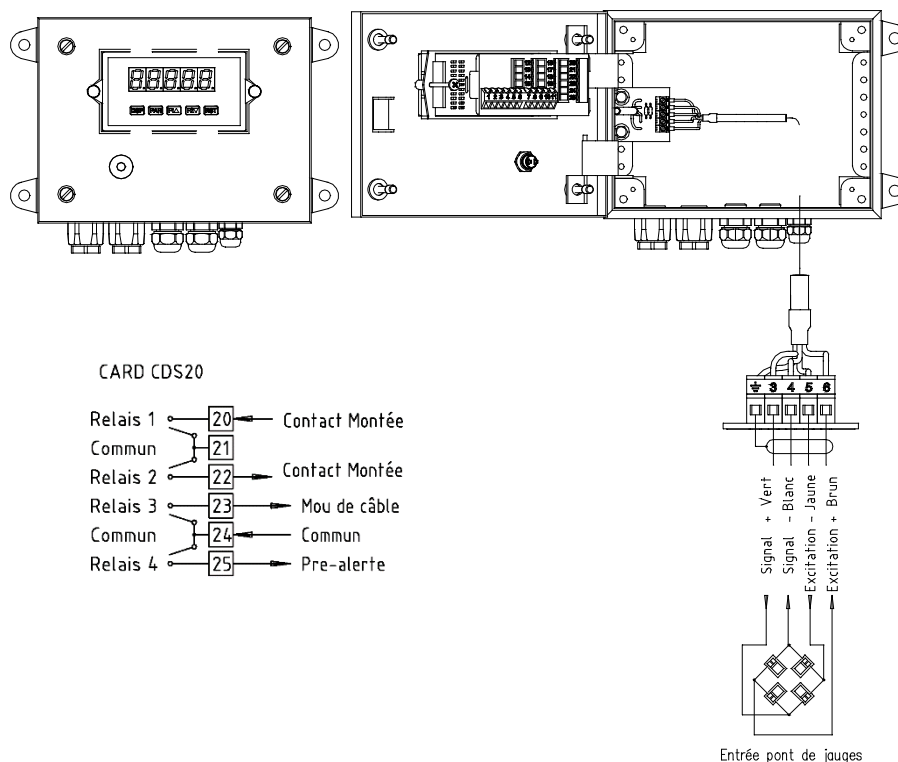 88888
CARD CDS20
Relais 1 20 Contact Montée
Commun 21
Relais 2 22 Contact Montée
Relais 3 23 Mou de câble
Commun 24 Commun
Relais 4 25 Pre-alerte
3 4 5 6
Signal + Vert
Signal - Blanc
Excitation - Jaune
Excitation + Brun
Entrée pont de jauges